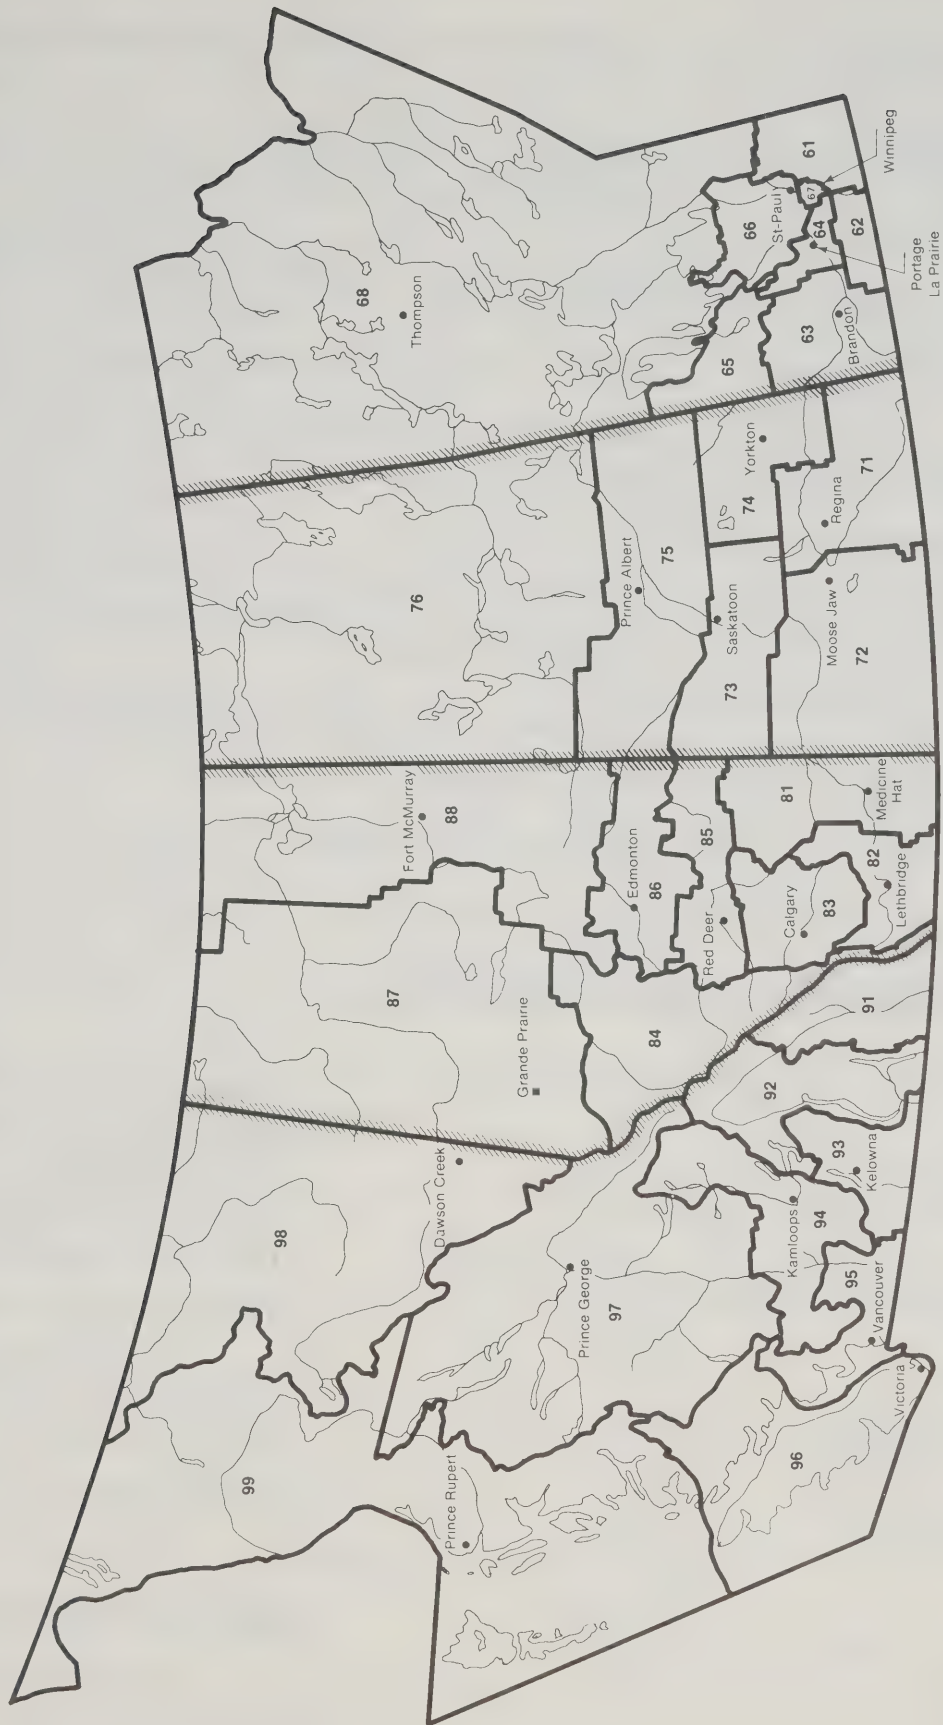 68
Thompson
66
St-Paul
61
67
64
62
Winnipeg
Portage
La Prairie
63
Brandon
65
76
75
Prince Albert
74
Yorkton
71
Regina
73
Saskatoon
Moose Jaw
72
Fort McMurray
88
Edmonton
86
85
Red Deer
81
Medicine
Hat
82
Lethbridge
Calgary
83
87
Grande Prairie
84
91
92
93
Kelowna
Dawson Creek
98
Prince George
97
Kamloops
94
95
Vancouver
Victoria
96
99
Prince Rupert